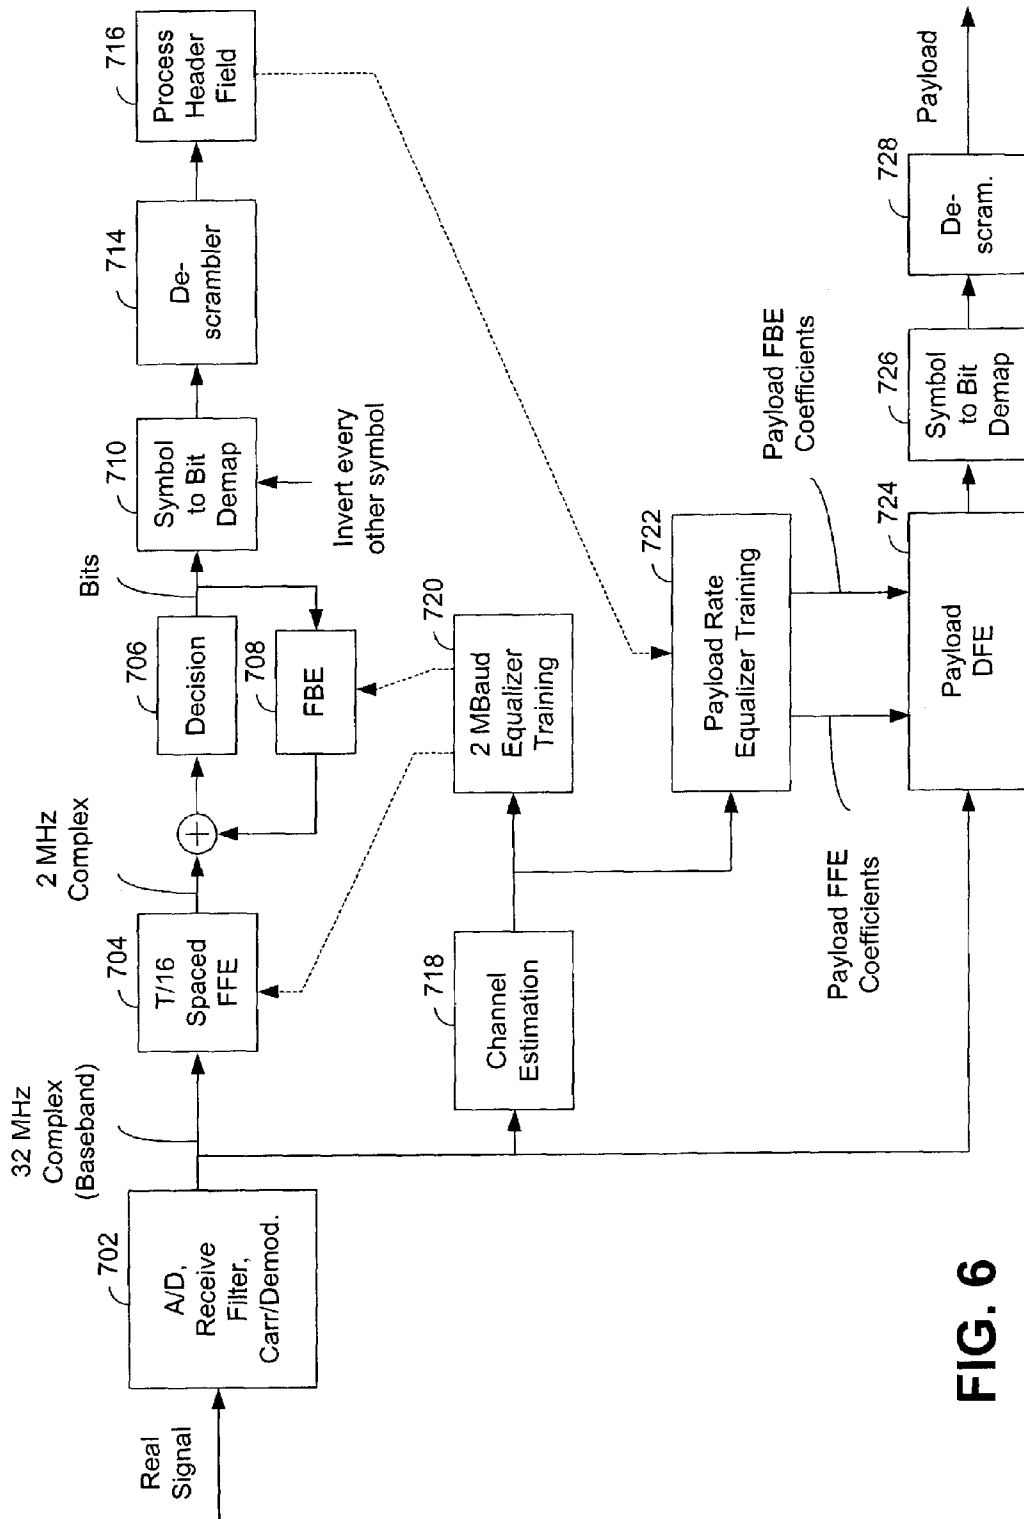 Real
Signal
702
A/D,
Receive
Filter,
Carr/Demod.
32 MHz
Complex
(Baseband)
704
T/16
Spaced
FFE
2 MHz
Complex
+
706
Decision
708
FBE
Bits
710
Symbol
to Bit
Demap
Invert every
other symbol
714
De-
scrambler
716
Process
Header
Field
718
Channel
Estimation
720
2 MBaud
Equalizer
Training
722
Payload Rate
Equalizer Training
Payload FFE
Coefficients
Payload FBE
Coefficients
724
Payload
DFE
726
Symbol
to Bit
Demap
728
De-
scram.
Payload
FIG. 6